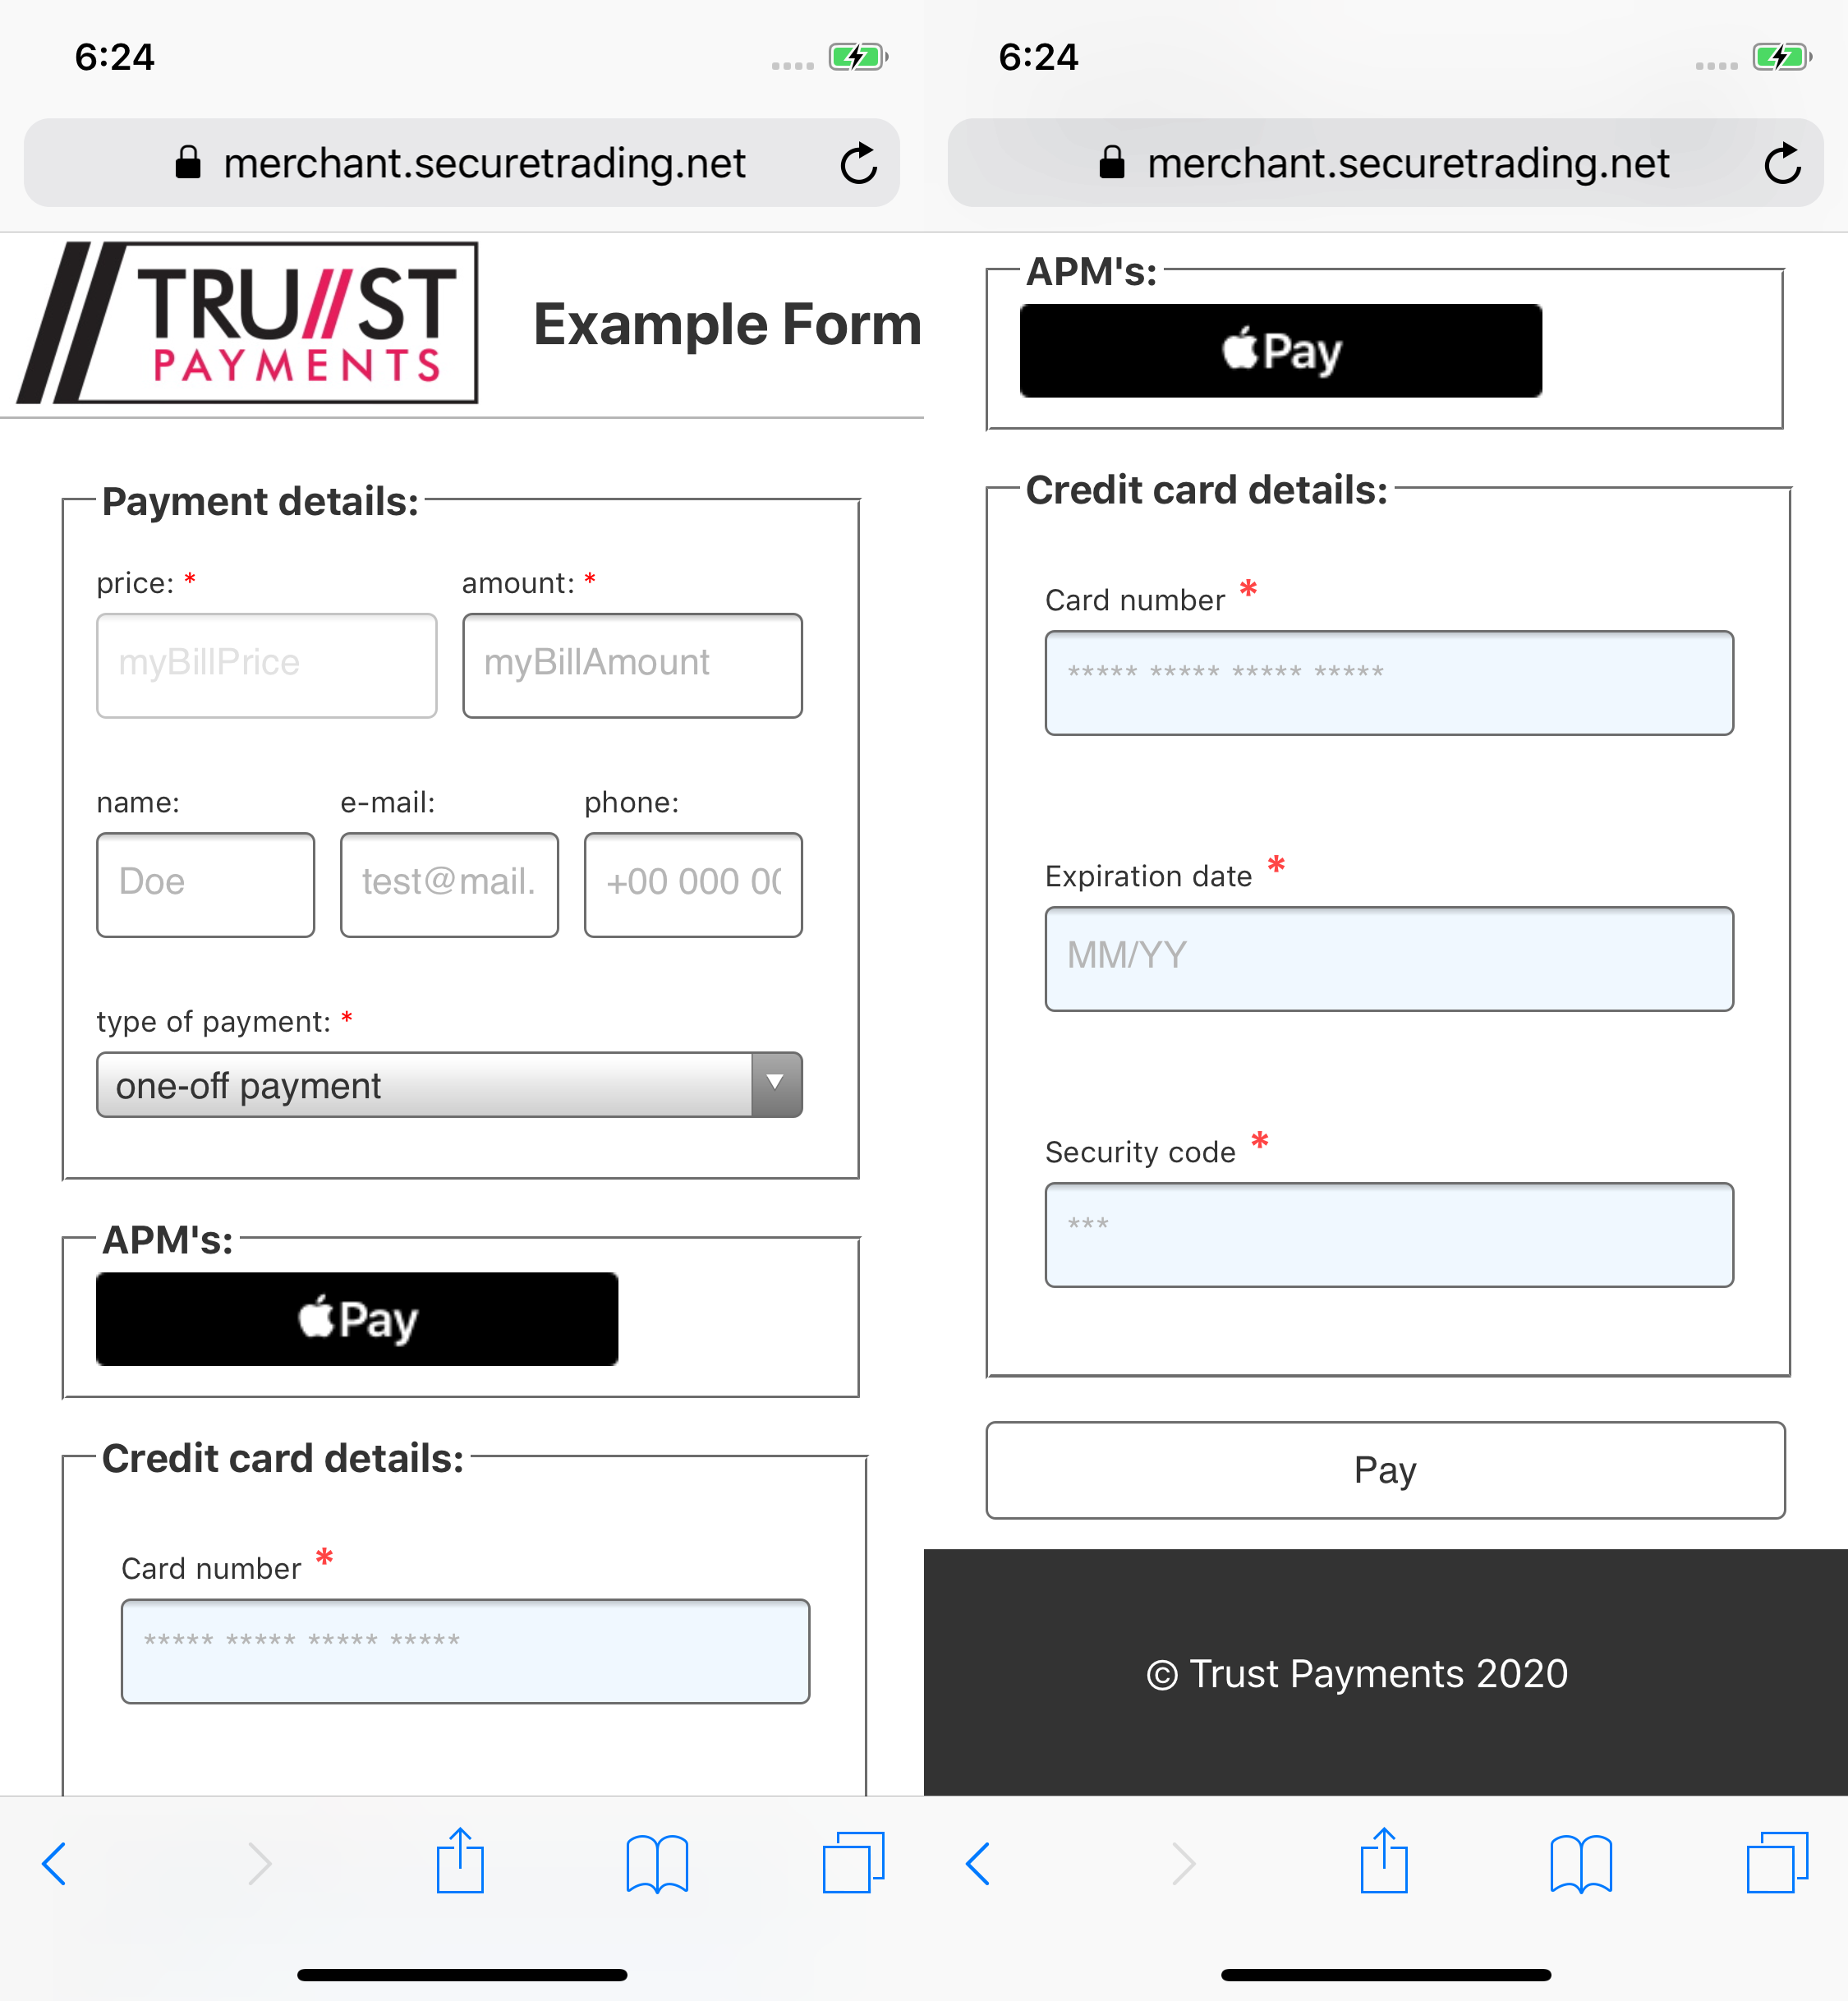 6:24
merchant.securetrading.net
TRU//ST
PAYMENTS
Example Form
Payment details:
price: * amount: *
myBillPrice myBillAmount
name: e-mail: phone:
Doe test@mail. +00 000 00
type of payment: *
one-off payment
APM's:
Pay
Credit card details:
Card number *
***** ***** ***** *****
6:24
merchant.securetrading.net
APM's:
Pay
Credit card details:
Card number *
***** ***** ***** *****
Expiration date *
MM/YY
Security code *
***
Pay
© Trust Payments 2020